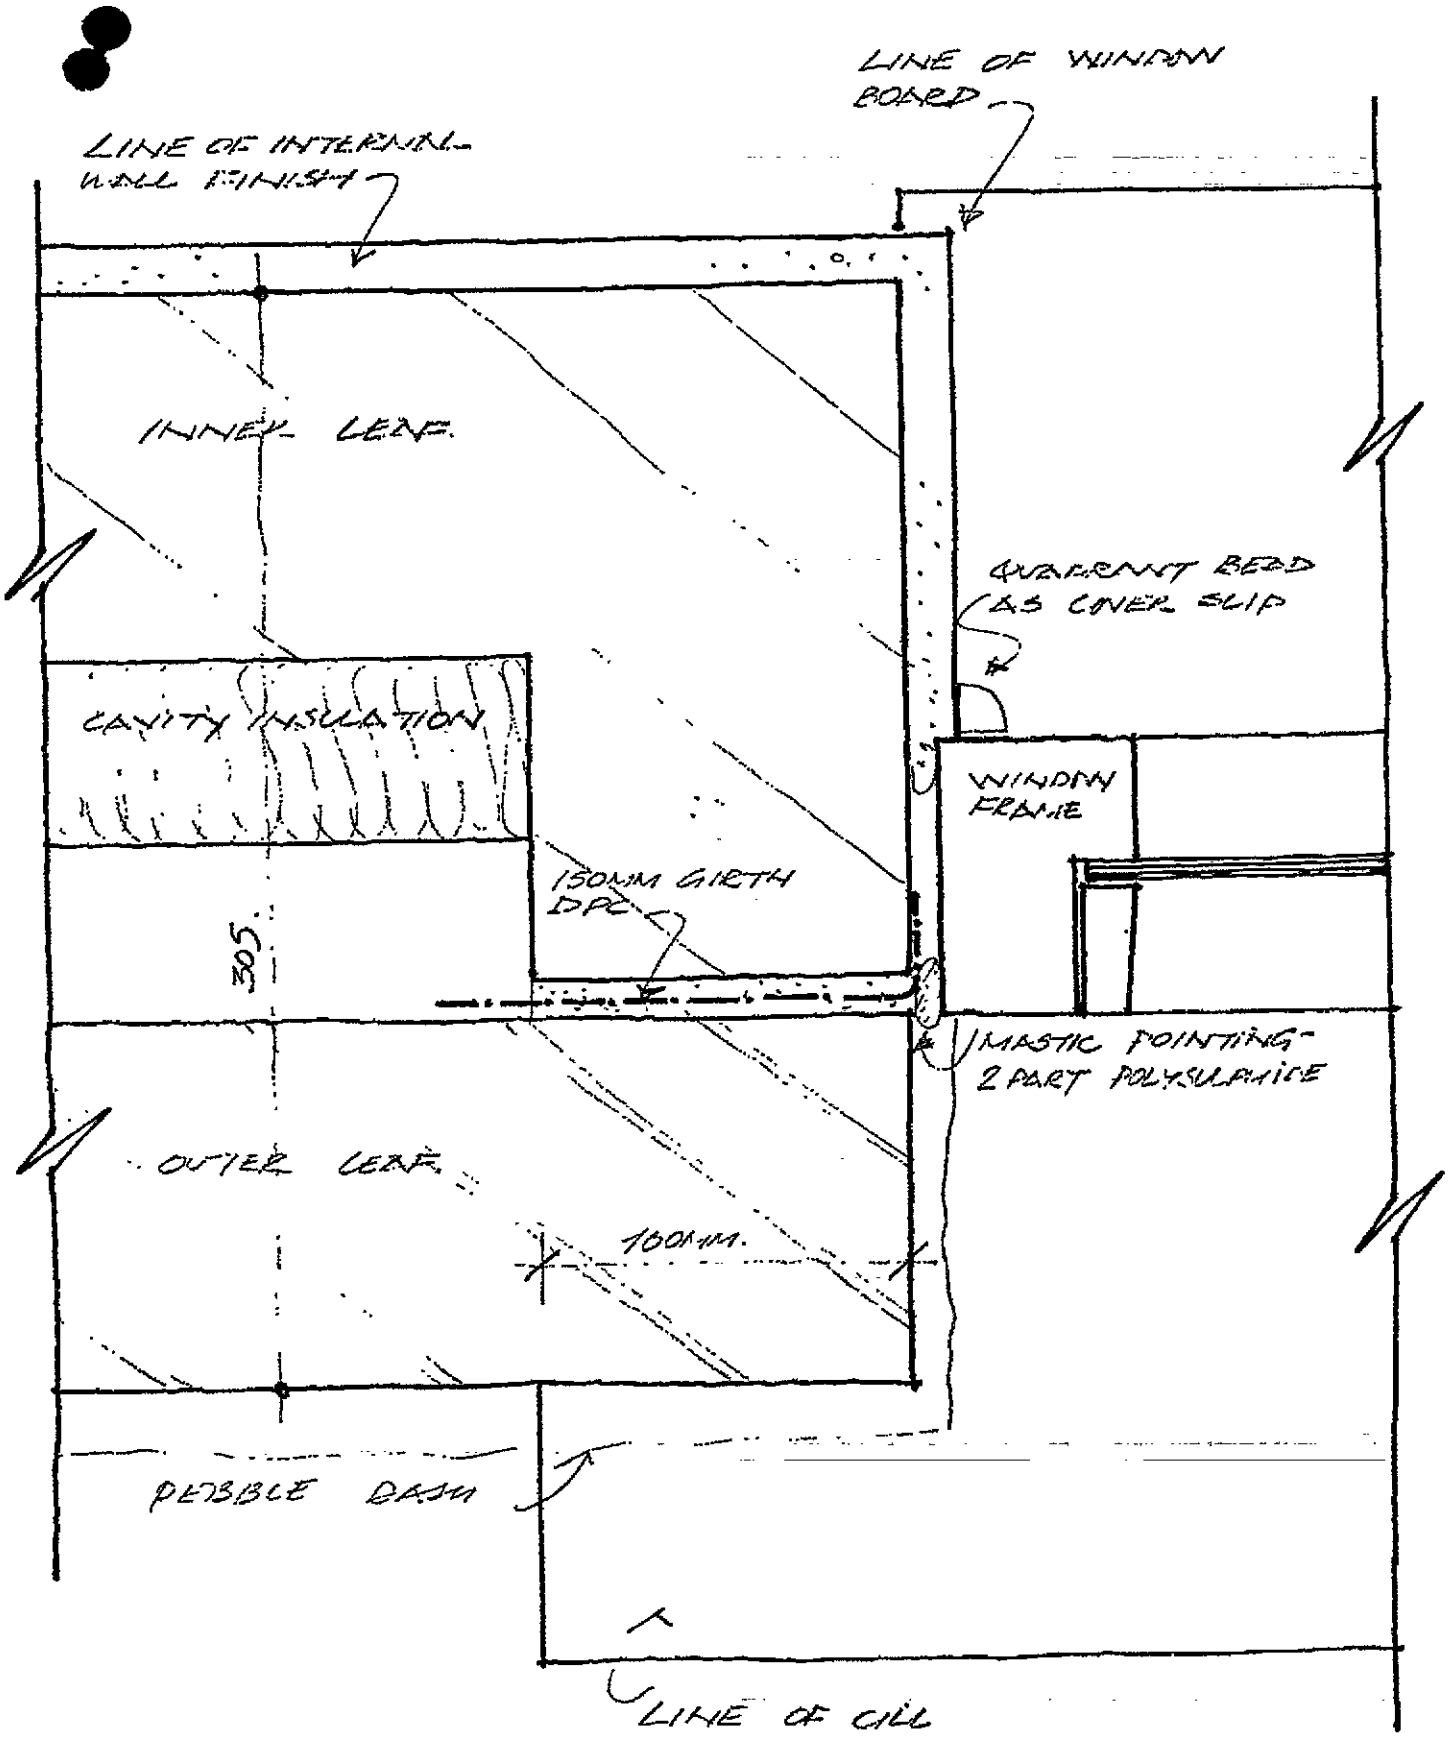 LINE OF WINDOW
BOARD
LINE OF INTERNAL
WALL FINISH
INNER LEAF.
QUADRANT BEAD
AS COVER SLIP
CAVITY INSULATION
WINDOW
FRAME
150MM GIRTH
DPC
305.
MASTIC POINTING-
2 PART POLYSULPHIDE
OUTER LEAF.
100MM.
PEBBLE DASH
LINE OF CILL